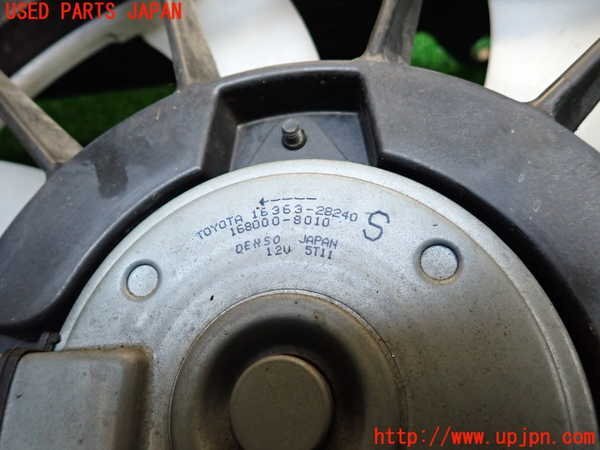 USED PARTS JAPAN
TOYOTA 16363-28240
168000-8010
DENSO JAPAN
12V 5T11
S
http://www.upjpn.com/